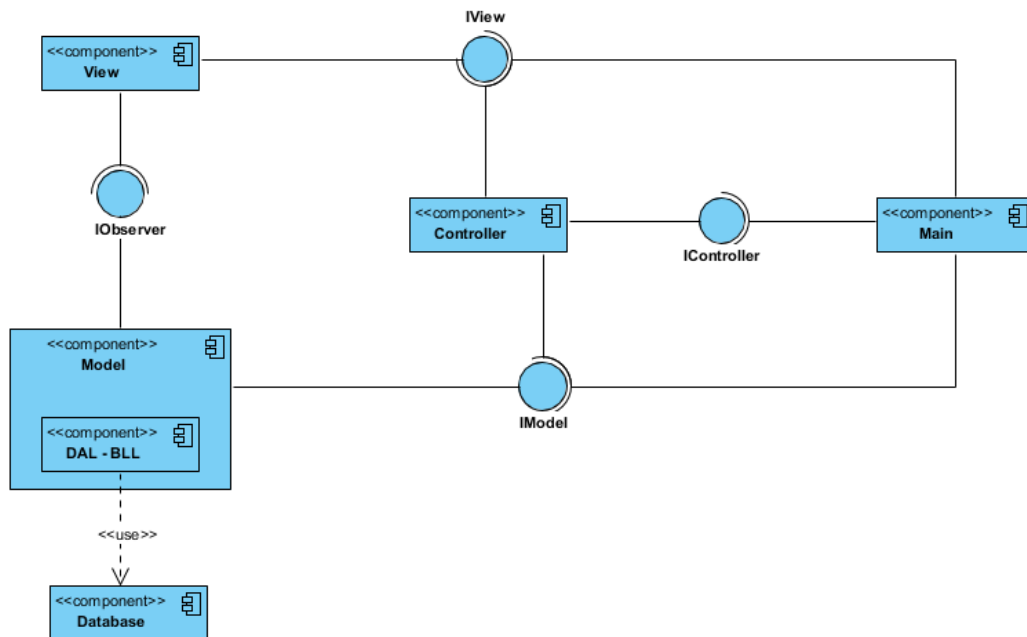 IView
<<component>>
View
IObserver
<<component>>
Controller
IController
<<component>>
Main
<<component>>
Model
IModel
<<component>>
DAL - BLL
<<use>>
<<component>>
Database